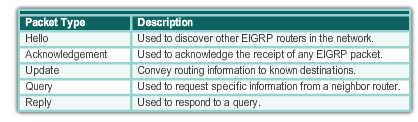 Packet Type Description
Hello Used to discover other EIGRP routers in the network.
Acknowledgement Used to acknowledge the receipt of any EIGRP packet.
Update Convey routing information to known destinations.
Query Used to request specific information from a neighbor router.
Reply Used to respond to a query.